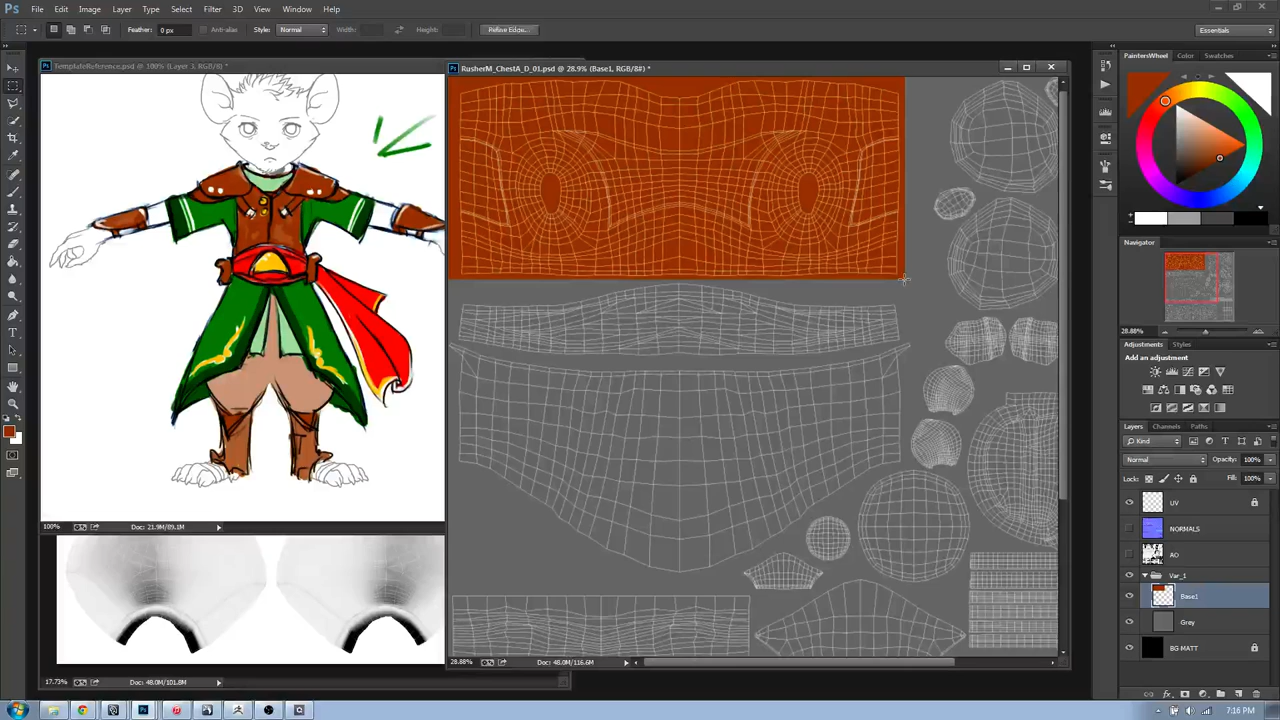 Ps File Edit Image Layer Type Select Filter 3D View Window Help
Feather: 0 px Anti-alias Style: Normal Width: Height: Refine Edge... Essentials
TemplateReference.psd @ 100% (Layer 3, RGB/8) *
RusherM_ChestA_D_01.psd @ 28.9% (Base1, RGB/8#) *
PaintersWheel Color Swatches
Navigator
28.88%
Adjustments Styles
Add an adjustment
Layers Channels Paths
Kind
Normal Opacity: 100%
Lock: Fill: 100%
UV
NORMALS
AO
Var_1
Base1
Grey
BG MATT
100% Doc: 21.9M/89.1M
28.88% Doc: 48.0M/116.6M
17.73% Doc: 48.0M/101.8M
7:16 PM